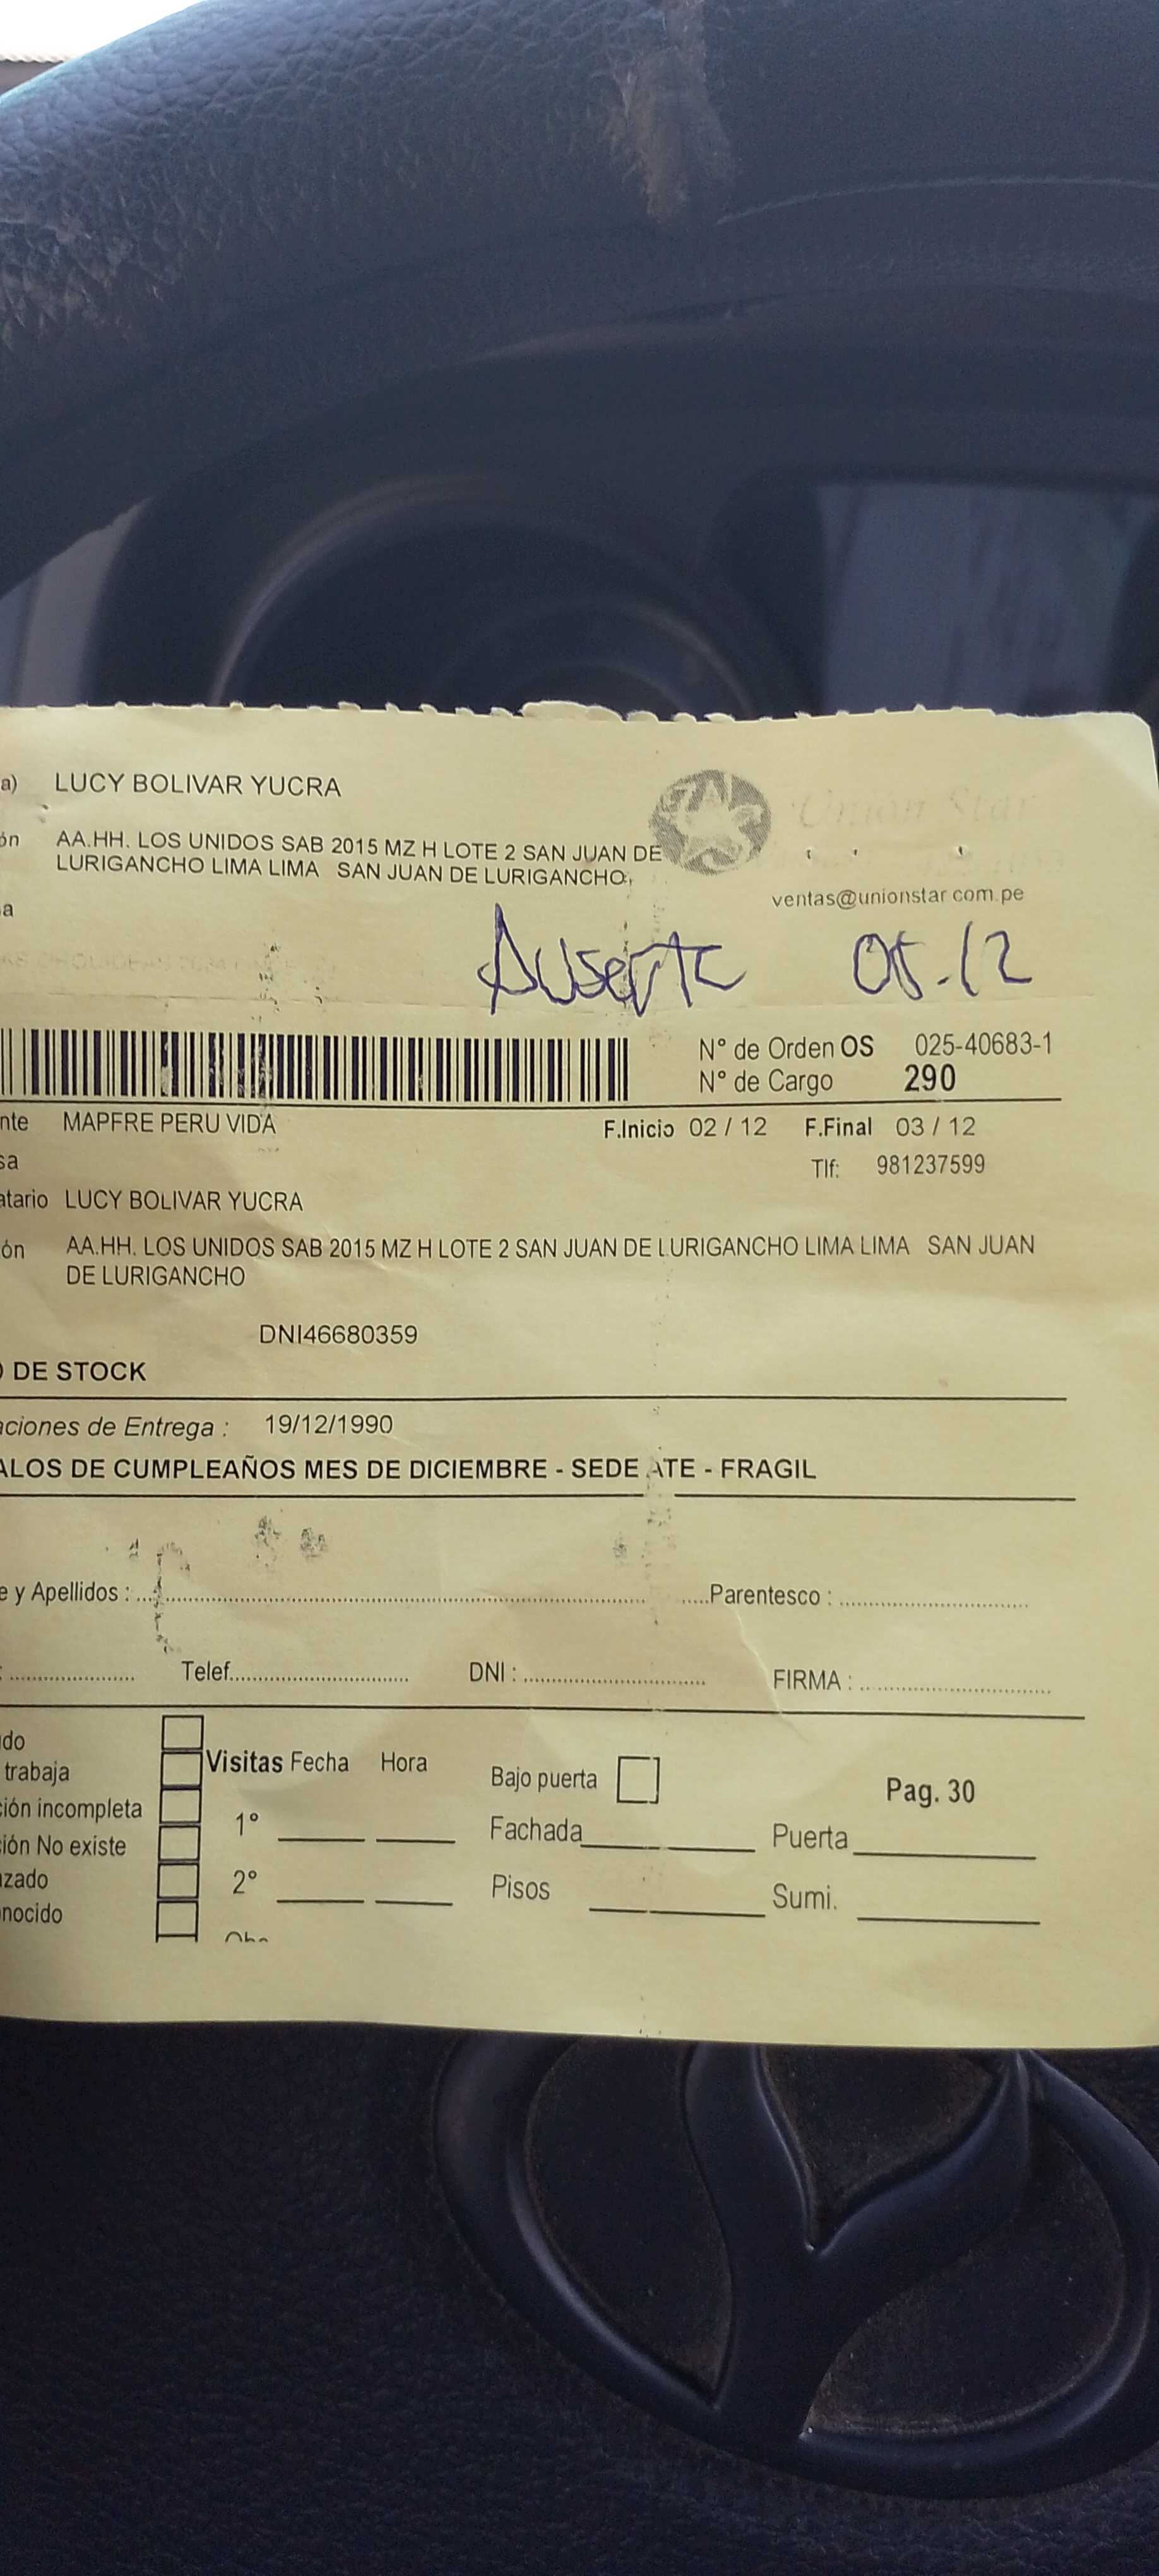 a) LUCY BOLIVAR YUCRA
ón AA.HH. LOS UNIDOS SAB 2015 MZ H LOTE 2 SAN JUAN DE
LURIGANCHO LIMA LIMA SAN JUAN DE LURIGANCHO,
Union Star
ventas@unionstar.com.pe
a
Ausente 05.12
N° de Orden OS 025-40683-1
N° de Cargo 290
nte MAPFRE PERU VIDA
F.Inicio 02 / 12 F.Final 03 / 12
sa
Tlf: 981237599
atario LUCY BOLIVAR YUCRA
ón AA.HH. LOS UNIDOS SAB 2015 MZ H LOTE 2 SAN JUAN DE LURIGANCHO LIMA LIMA SAN JUAN
DE LURIGANCHO
DNI46680359
O DE STOCK
aciones de Entrega : 19/12/1990
ALOS DE CUMPLEAÑOS MES DE DICIEMBRE - SEDE ATE - FRAGIL
e y Apellidos : Parentesco :
: Telef. DNI : FIRMA :
do
trabaja
ión incompleta
ión No existe
zado
nocido
Visitas Fecha Hora
1°
2°
Bajo puerta
Pag. 30
Fachada Puerta
Pisos Sumi.